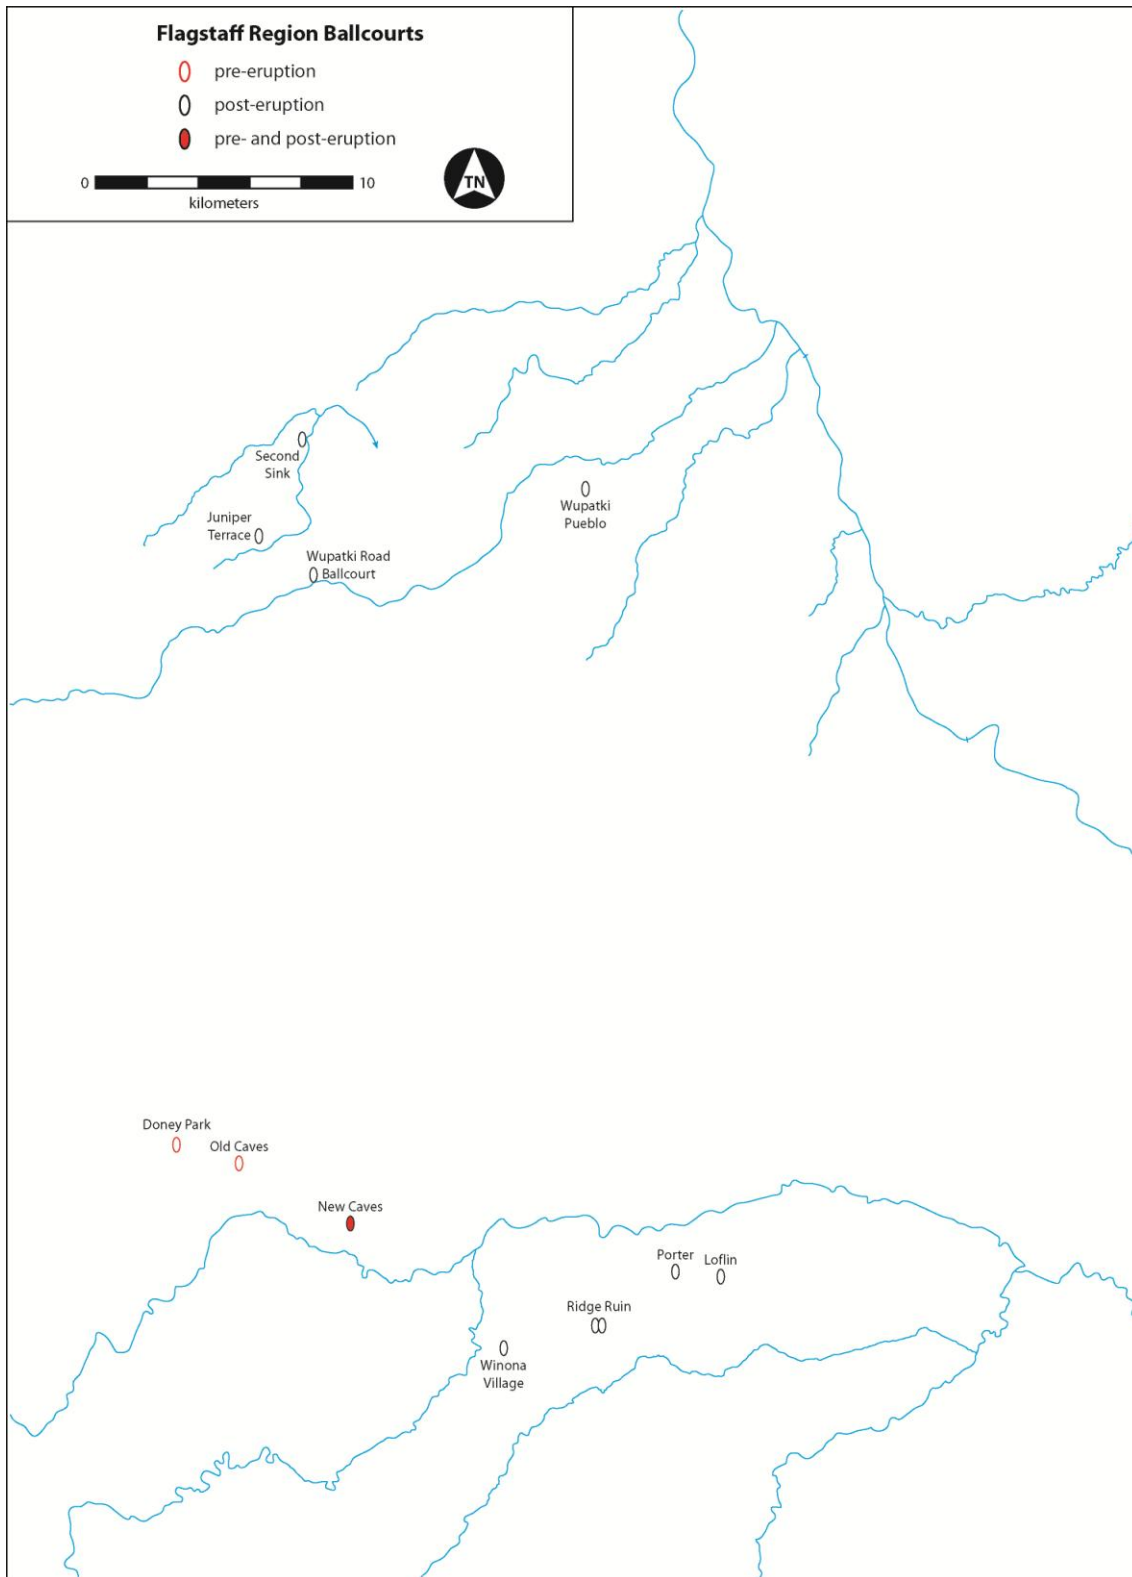 Flagstaff Region Ballcourts
pre-eruption
post-eruption
pre- and post-eruption
0 10
kilometers
TN
Second
Sink
Juniper
Terrace
Wupatki Road
Ballcourt
Wupatki
Pueblo
Doney Park
Old Caves
New Caves
Porter
Loflin
Ridge Ruin
Winona
Village